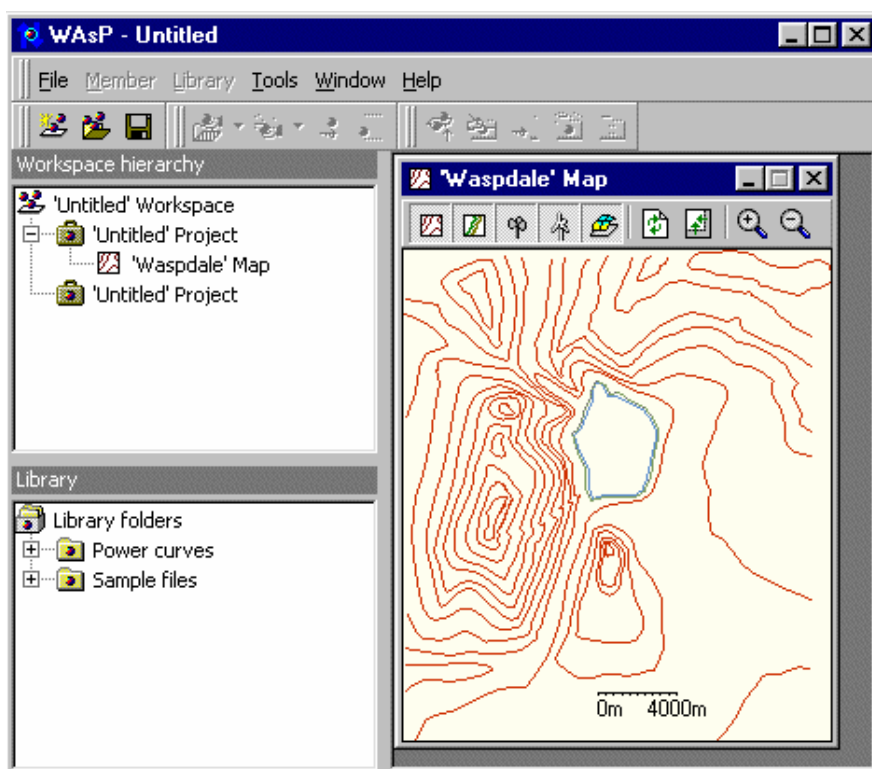 WAsP - Untitled
File Member Library Tools Window Help
Workspace hierarchy
'Untitled' Workspace
'Untitled' Project
'Waspdale' Map
'Untitled' Project
Library
Library folders
Power curves
Sample files
'Waspdale' Map
0m 4000m